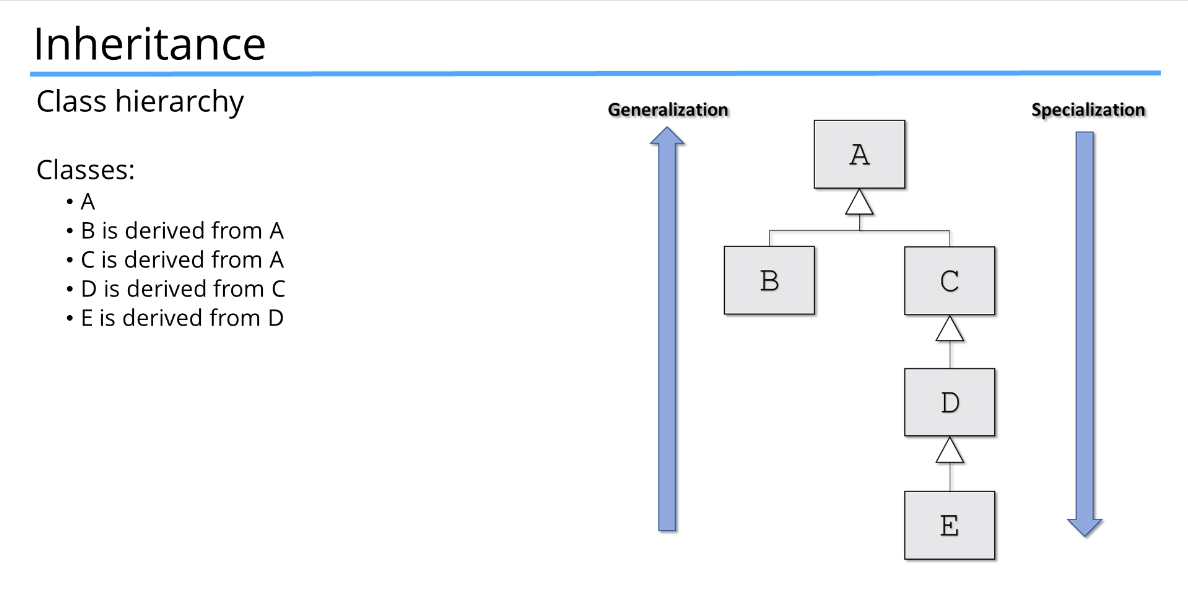 Inheritance
Class hierarchy
Classes:
• A
• B is derived from A
• C is derived from A
• D is derived from C
• E is derived from D
Generalization
Specialization
A
B
C
D
E